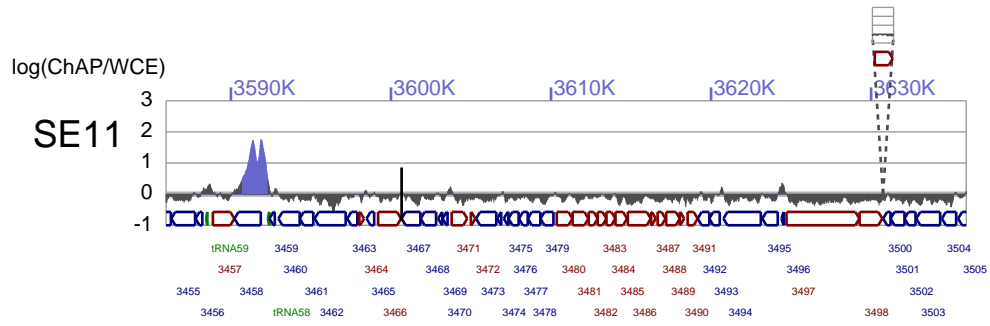 log(ChAP/WCE)
3590K 3600K 3610K 3620K 3630K
3
SE11
2
1
0
-1
tRNA59 3459 3463 3467 3471 3475 3479 3483 3487 3491 3495 3500 3504
3457 3460 3464 3468 3472 3476 3480 3484 3488 3492 3496 3501 3505
3455 3458 3461 3465 3469 3473 3477 3481 3485 3489 3493 3497 3502
3456 tRNA58 3462 3466 3470 3474 3478 3482 3486 3490 3494 3498 3503